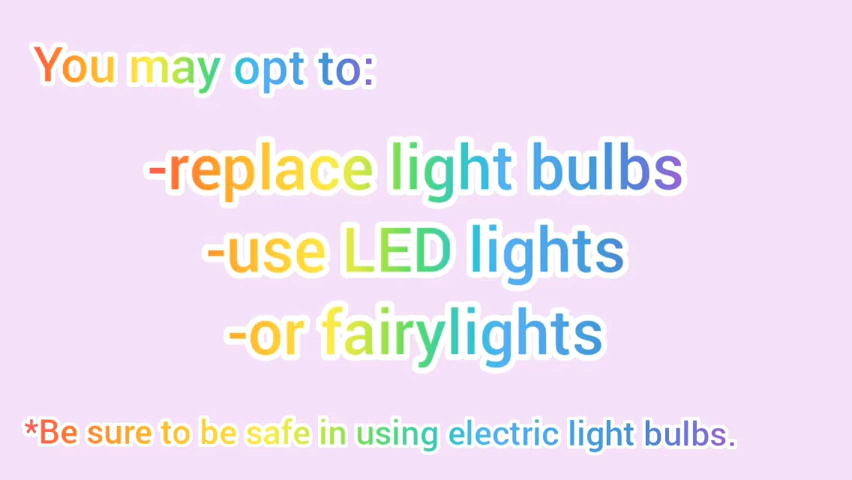 You may opt to:
-replace light bulbs
-use LED lights
-or fairylights
*Be sure to be safe in using electric light bulbs.